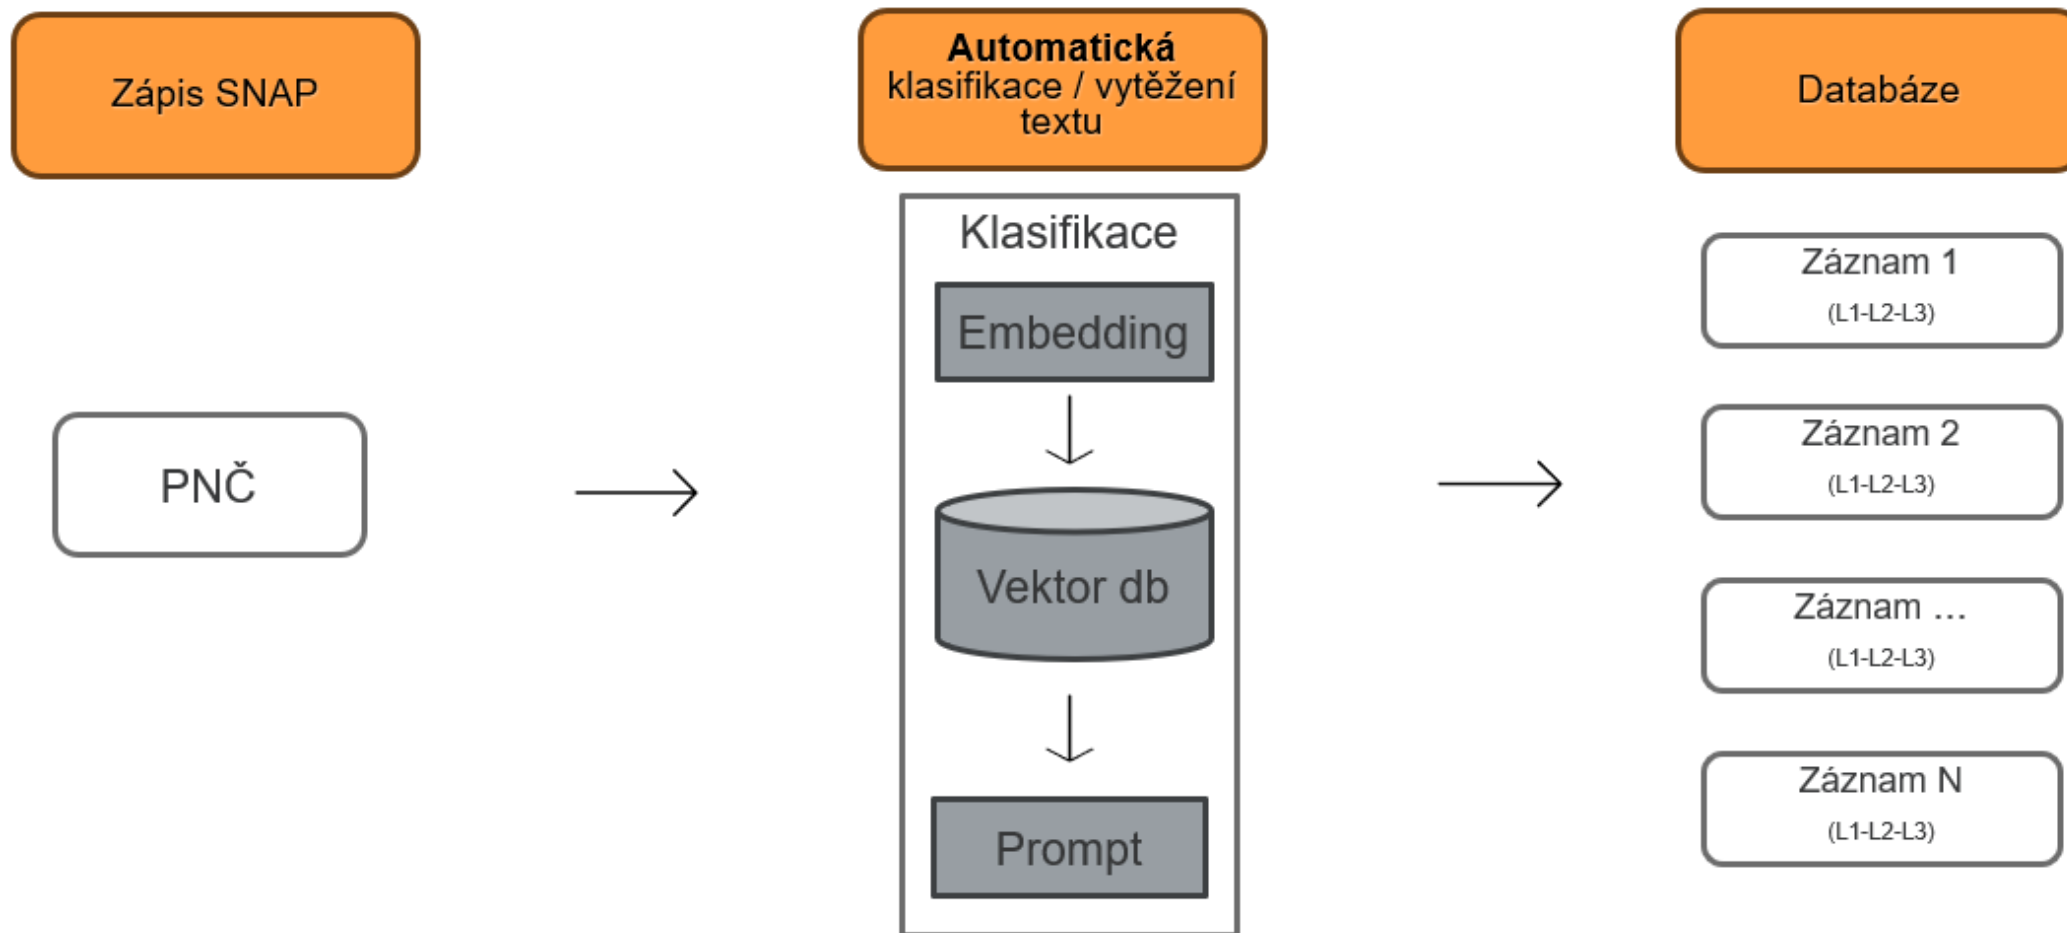 Zápis SNAP
Automatická
klasifikace / vytěžení
textu
Databáze
PNČ
Klasifikace
Embedding
Vektor db
Prompt
Záznam 1
(L1-L2-L3)
Záznam 2
(L1-L2-L3)
Záznam ...
(L1-L2-L3)
Záznam N
(L1-L2-L3)